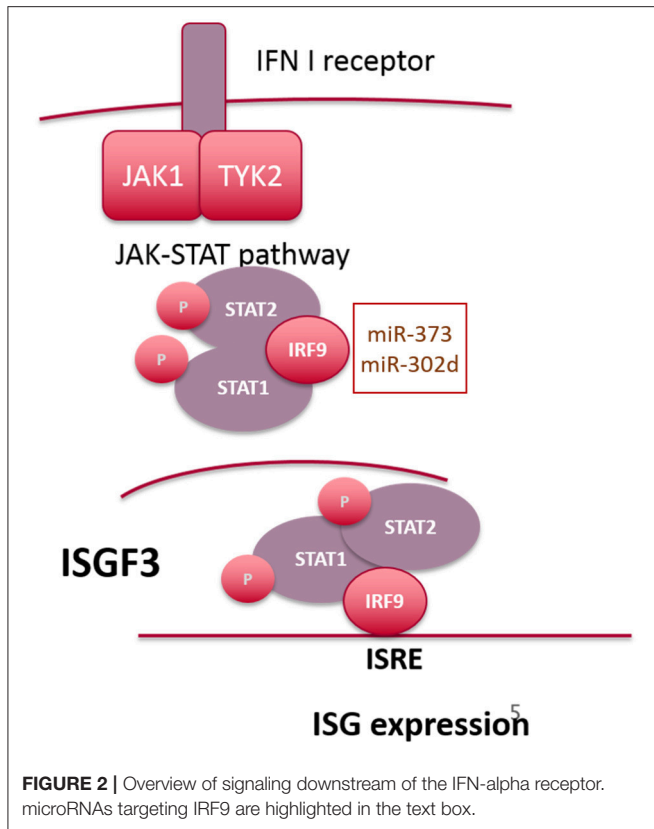 IFN I receptor
JAK1
TYK2
JAK-STAT pathway
P
STAT2
IRF9
miR-373
miR-302d
P
STAT1
P
STAT2
STAT1
ISGF3
P
IRF9
ISRE
5
ISG expression
FIGURE 2 | Overview of signaling downstream of the IFN-alpha receptor.
microRNAs targeting IRF9 are highlighted in the text box.